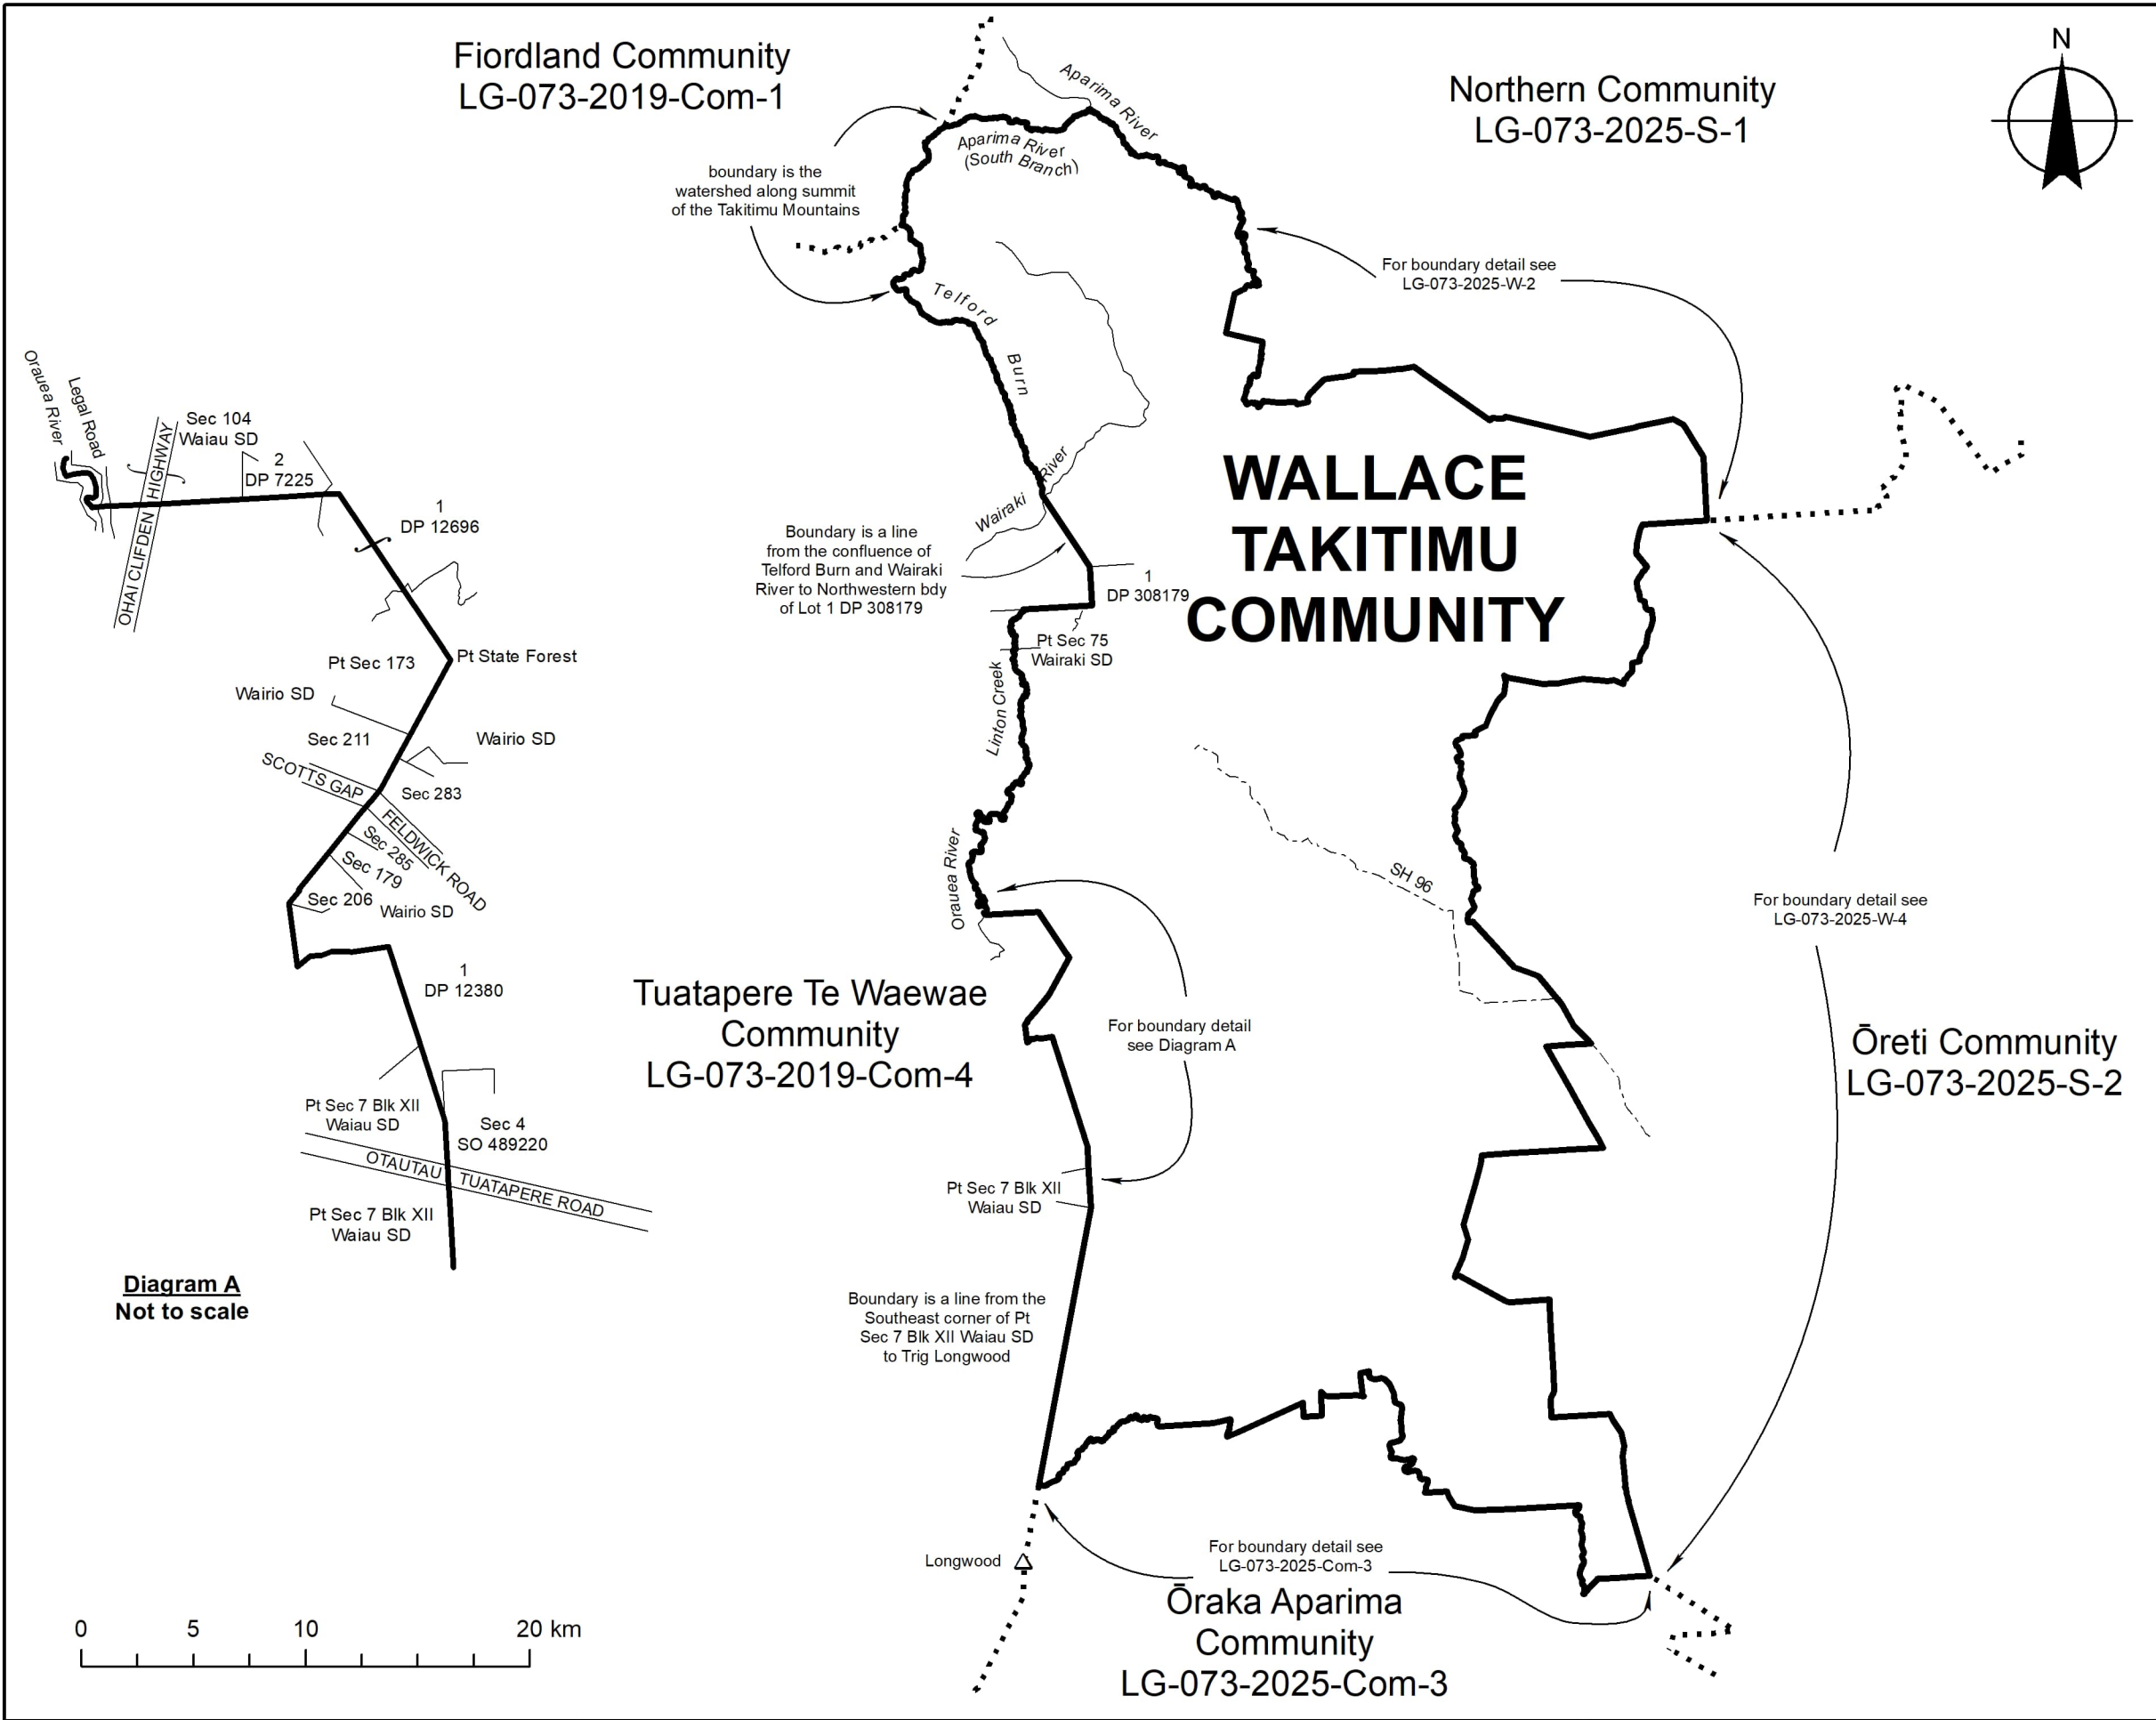 Fiordland Community
LG-073-2019-Com-1
Northern Community
LG-073-2025-S-1
N
Aparima River
Aparima River
(South Branch)
boundary is the
watershed along summit
of the Takitimu Mountains
For boundary detail see
LG-073-2025-W-2
Telford
Burn
Orauea River
Legal Road
Sec 104
Waiau SD
2
DP 7225
OHAI CLIFDEN HIGHWAY
1
DP 12696
WALLACE
TAKITIMU
COMMUNITY
Wairaki
River
Boundary is a line
from the confluence of
Telford Burn and Wairaki
River to Northwestern bdy
of Lot 1 DP 308179
1
DP 308179
Pt Sec 75
Wairaki SD
Linton Creek
Pt Sec 173
Pt State Forest
Wairio SD
Sec 211
Wairio SD
SCOTTS GAP
FELDWICK ROAD
Sec 283
Sec 285
Sec 179
Sec 206
Wairio SD
Orauea River
SH 96
For boundary detail see
LG-073-2025-W-4
1
DP 12380
Tuatapere Te Waewae
Community
LG-073-2019-Com-4
For boundary detail
see Diagram A
Ōreti Community
LG-073-2025-S-2
Pt Sec 7 Blk XII
Waiau SD
Sec 4
SO 489220
OTAUTAU
TUATAPERE ROAD
Pt Sec 7 Blk XII
Waiau SD
Pt Sec 7 Blk XII
Waiau SD
Diagram A
Not to scale
Boundary is a line from the
Southeast corner of Pt
Sec 7 Blk XII Waiau SD
to Trig Longwood
Longwood
For boundary detail see
LG-073-2025-Com-3
Ōraka Aparima
Community
LG-073-2025-Com-3
0 5 10 20 km